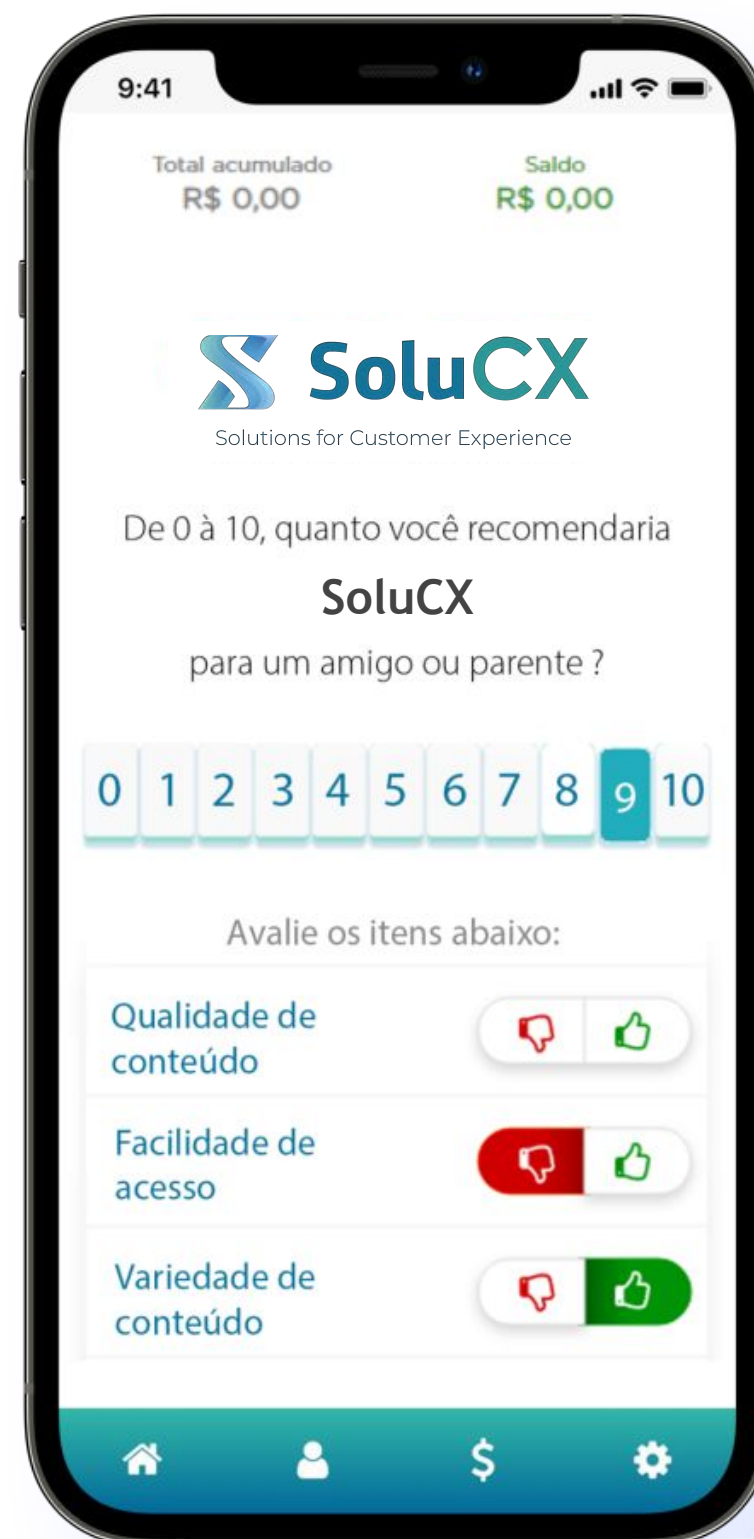 9:41
Total acumulado Saldo
R$ 0,00 R$ 0,00
SoluCX
Solutions for Customer Experience
De 0 à 10, quanto você recomendaria
SoluCX
para um amigo ou parente ?
0 1 2 3 4 5 6 7 8 9 10
Avalie os itens abaixo:
Qualidade de
conteúdo
Facilidade de
acesso
Variedade de
conteúdo